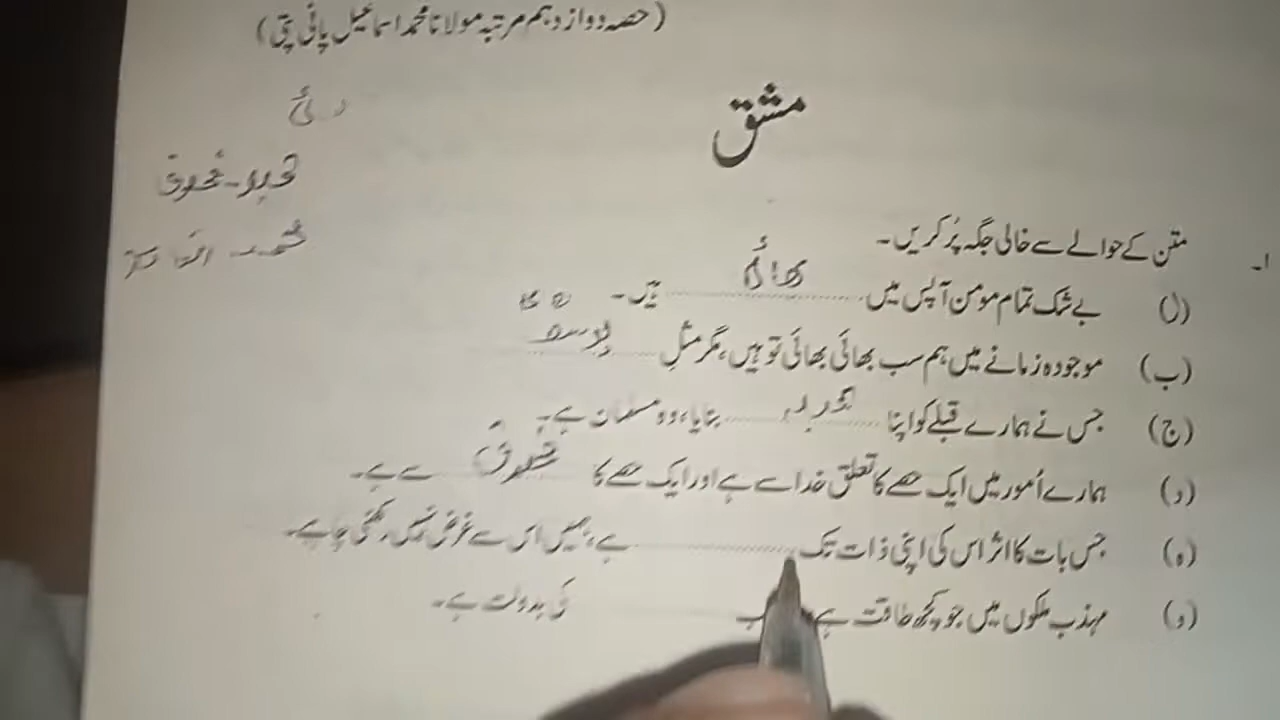 (حصہ دوازدہم مرتبہ مولانا محمد اسماعیل پانی پتی)
مشق
۱۔ متن کے حوالے سے خالی جگہ پُر کریں۔
(ا) بے شک تمام مومن آپس میں بھائی ہیں۔
(ب) موجودہ زمانے میں ہم سب بھائی بھائی تو ہیں، مگر مثلِ
(ج) جس نے ہمارے قبلے کو اپنا قبلہ بنایا، وہ مسلمان ہے۔
(د) ہمارے اُمور میں ایک حصے کا تعلق خدا سے ہے اور ایک حصے کا مخلوق سے ہے۔
(ہ) جس بات کا اثر اس کی اپنی ذات تک ہے، ہمیں اس سے غرض نہیں رکھنی چاہیے۔
(و) مہذب ملکوں میں جو کچھ طاقت ہے کی بدولت ہے۔